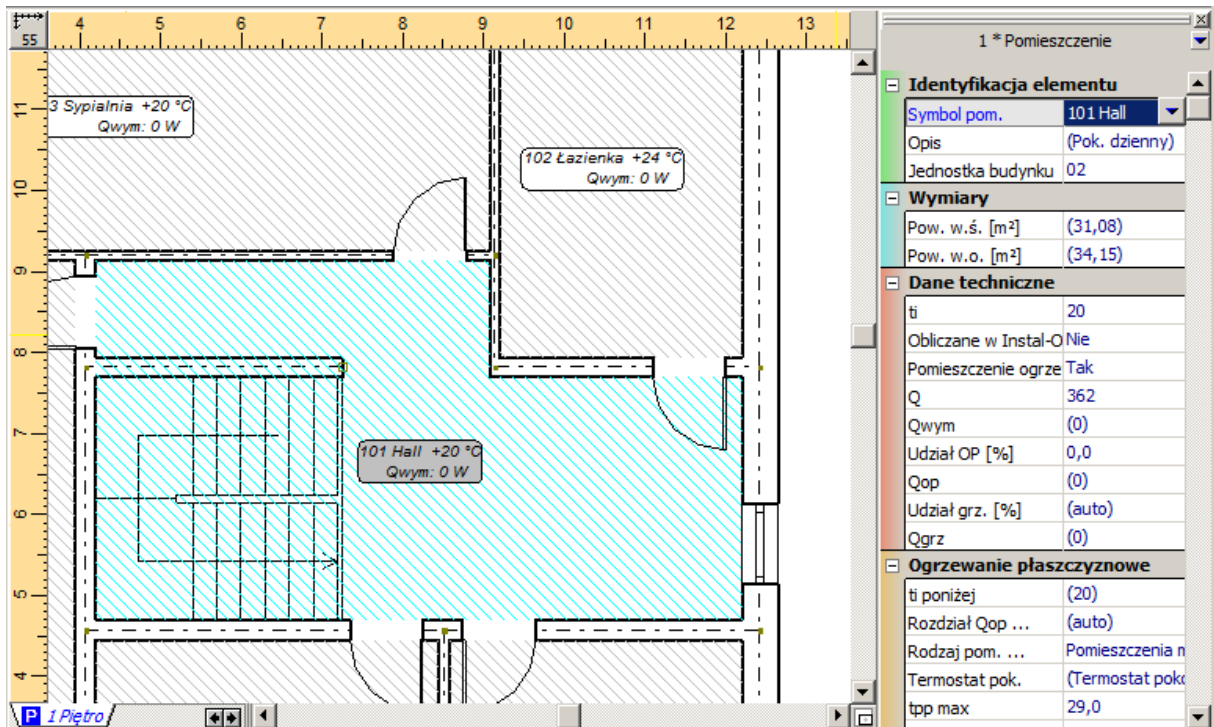 4 5 6 7 8 9 10 11 12 13
55
11
10
9
8
7
6
5
4
3 Sypialnia +20 °C
Qwym: 0 W
102 Łazienka +24 °C
Qwym: 0 W
101 Hall +20 °C
Qwym: 0 W
P 1 Piętro
1 * Pomieszczenie
Identyfikacja elementu
Symbol pom. 101 Hall
Opis (Pok. dzienny)
Jednostka budynku 02
Wymiary
Pow. w.ś. [m²] (31,08)
Pow. w.o. [m²] (34,15)
Dane techniczne
ti 20
Obliczane w Instal-O Nie
Pomieszczenie ogrze Tak
Q 362
Qwym (0)
Udział OP [%] 0,0
Qop (0)
Udział grz. [%] (auto)
Qgrz (0)
Ogrzewanie płaszczyznowe
ti poniżej (20)
Rozdział Qop ... (auto)
Rodzaj pom. ... Pomieszczenia m
Termostat pok. (Termostat poko
tpp max 29,0